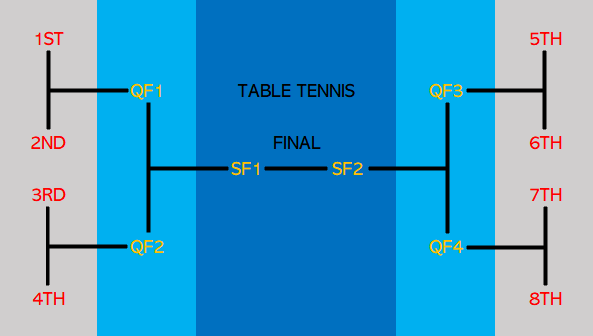 1ST
2ND
3RD
4TH
QF1
QF2
TABLE TENNIS
FINAL
SF1
SF2
QF3
QF4
5TH
6TH
7TH
8TH